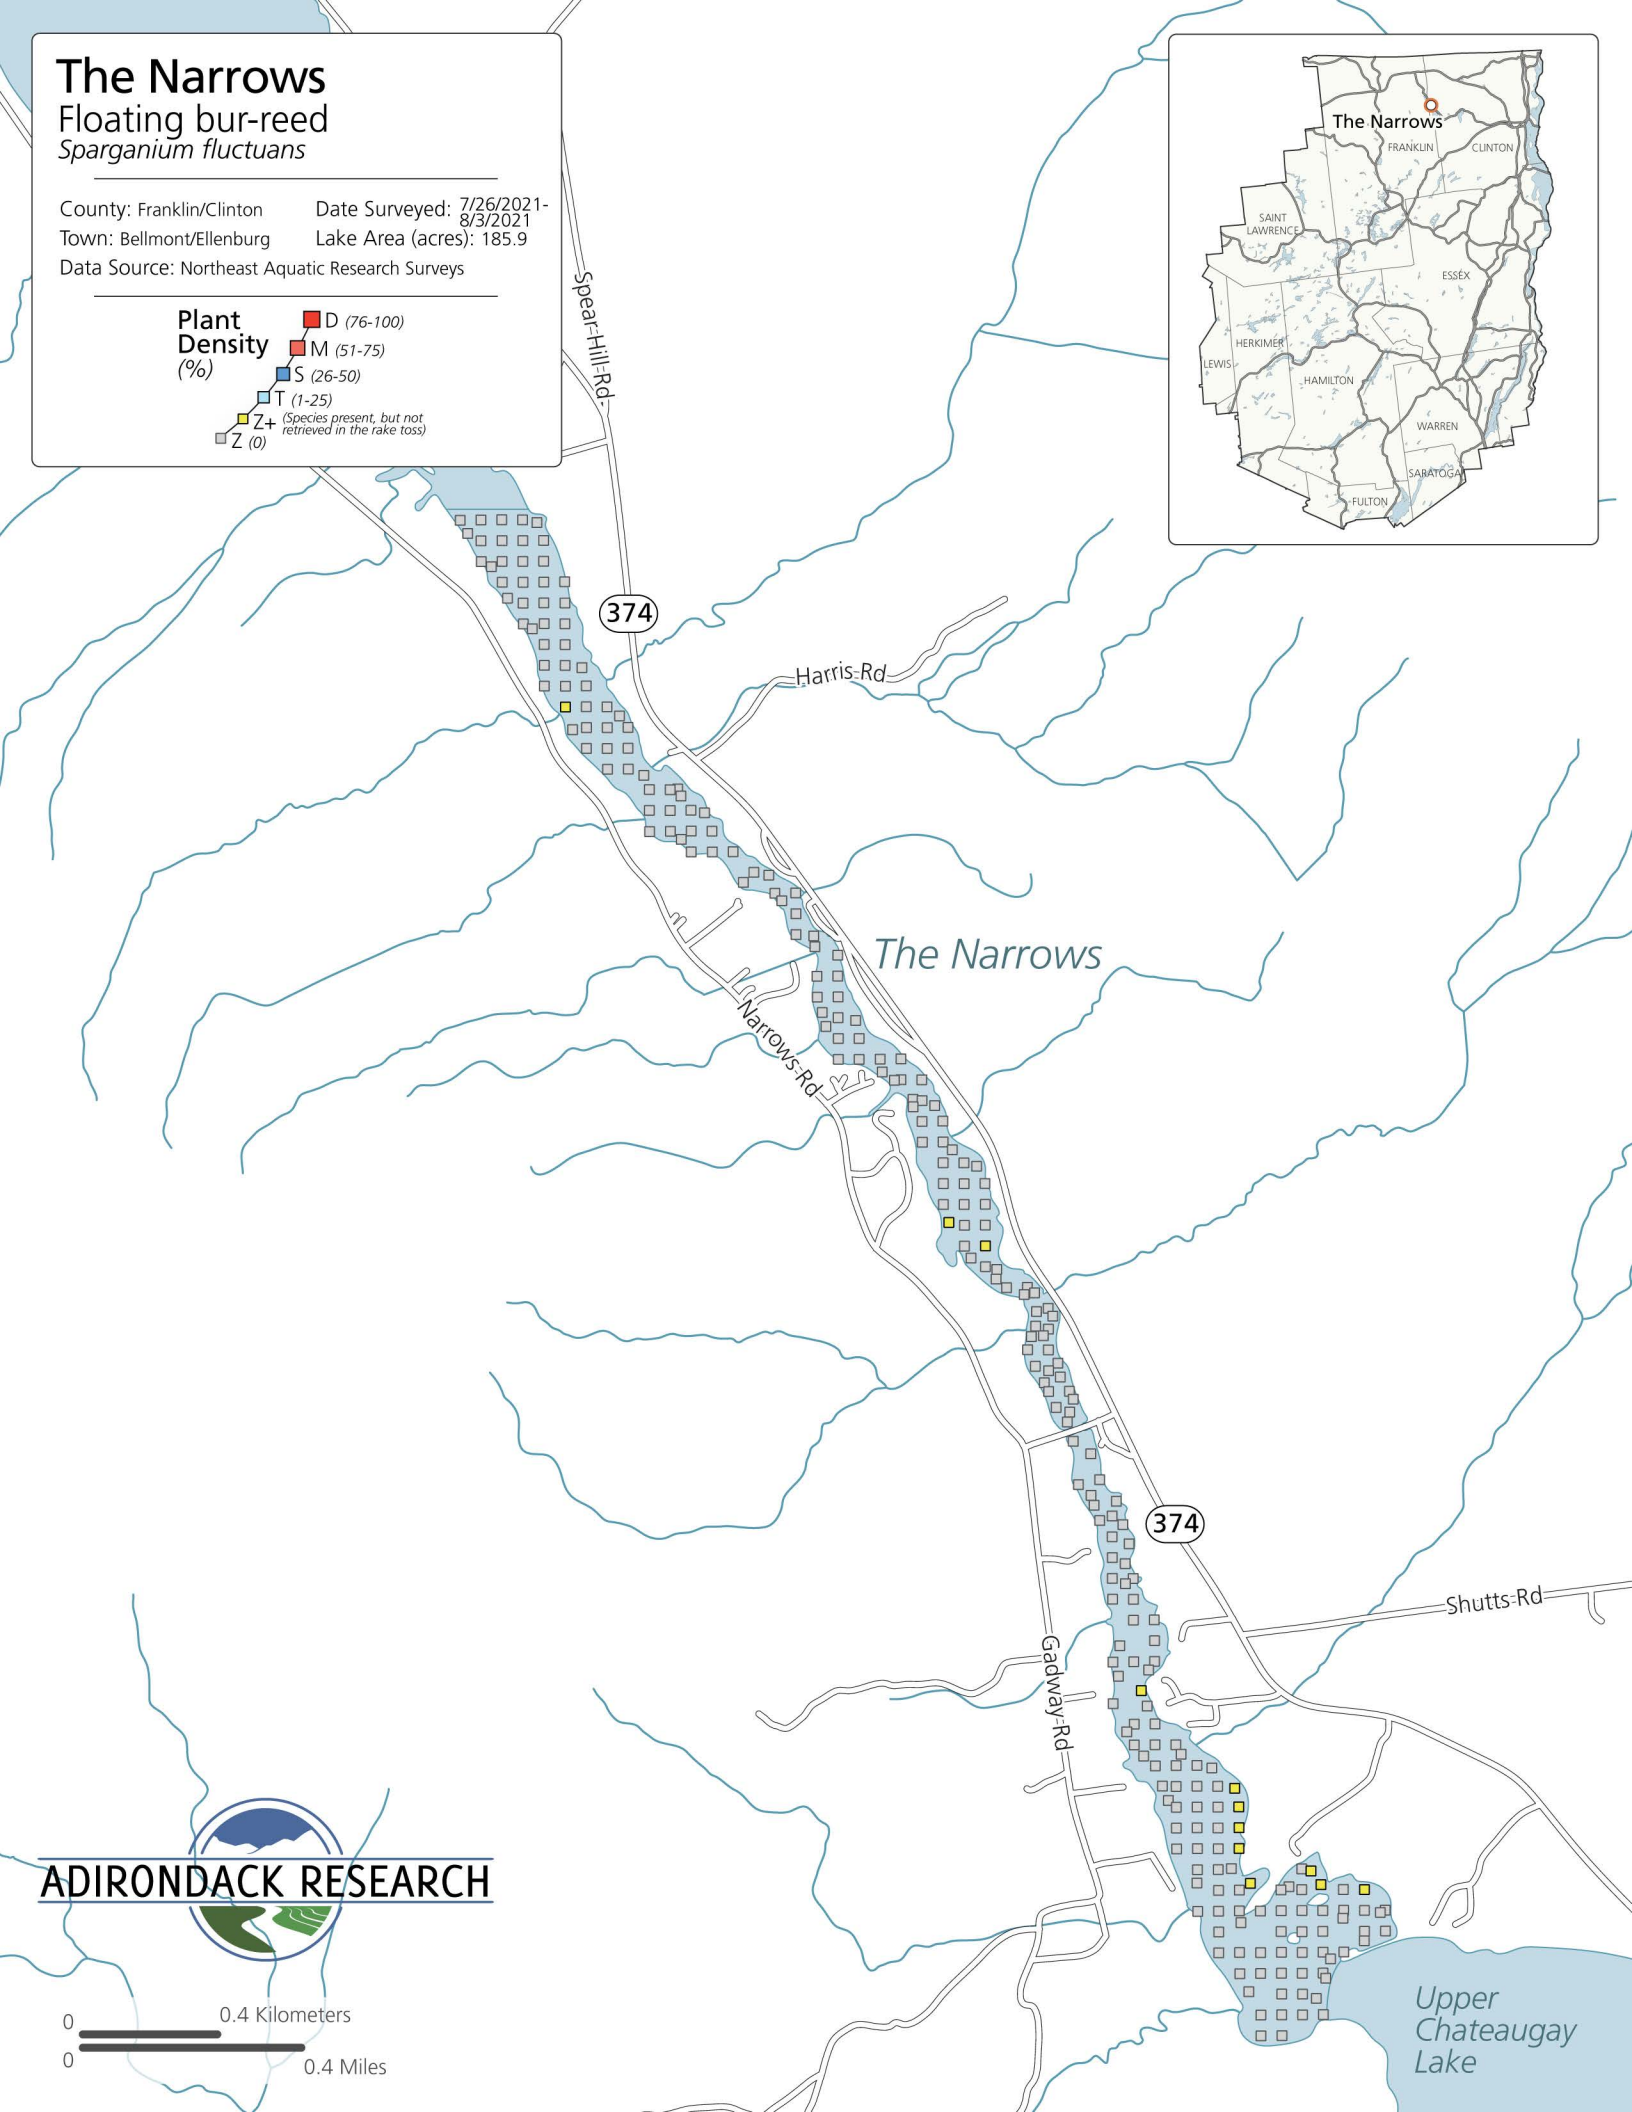 The Narrows
Floating bur-reed
Sparganium fluctuans
County: Franklin/Clinton
Date Surveyed: 7/26/2021-
8/3/2021
Town: Bellmont/Ellenburg
Lake Area (acres): 185.9
Data Source: Northeast Aquatic Research Surveys
Plant
Density
(%)
D (76-100)
M (51-75)
S (26-50)
T (1-25)
Z+ (Species present, but not
retrieved in the rake toss)
Z (0)
The Narrows
FRANKLIN
CLINTON
SAINT
LAWRENCE
ESSEX
HERKIMER
LEWIS
HAMILTON
WARREN
SARATOGA
FULTON
Spear-Hill-Rd-
374
Harris-Rd
The Narrows
Narrows-Rd
374
Shutts-Rd
Gadway-Rd
ADIRONDACK RESEARCH
0
0.4 Kilometers
0
0.4 Miles
Upper
Chateaugay
Lake